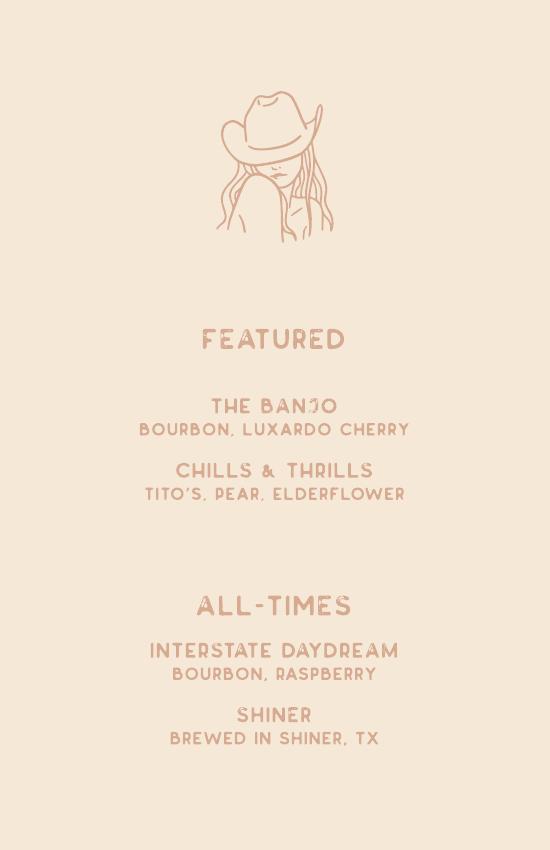 FEATURED
THE BANJO
BOURBON, LUXARDO CHERRY
CHILLS & THRILLS
TITO'S, PEAR, ELDERFLOWER
ALL-TIMES
INTERSTATE DAYDREAM
BOURBON, RASPBERRY
SHINER
BREWED IN SHINER, TX